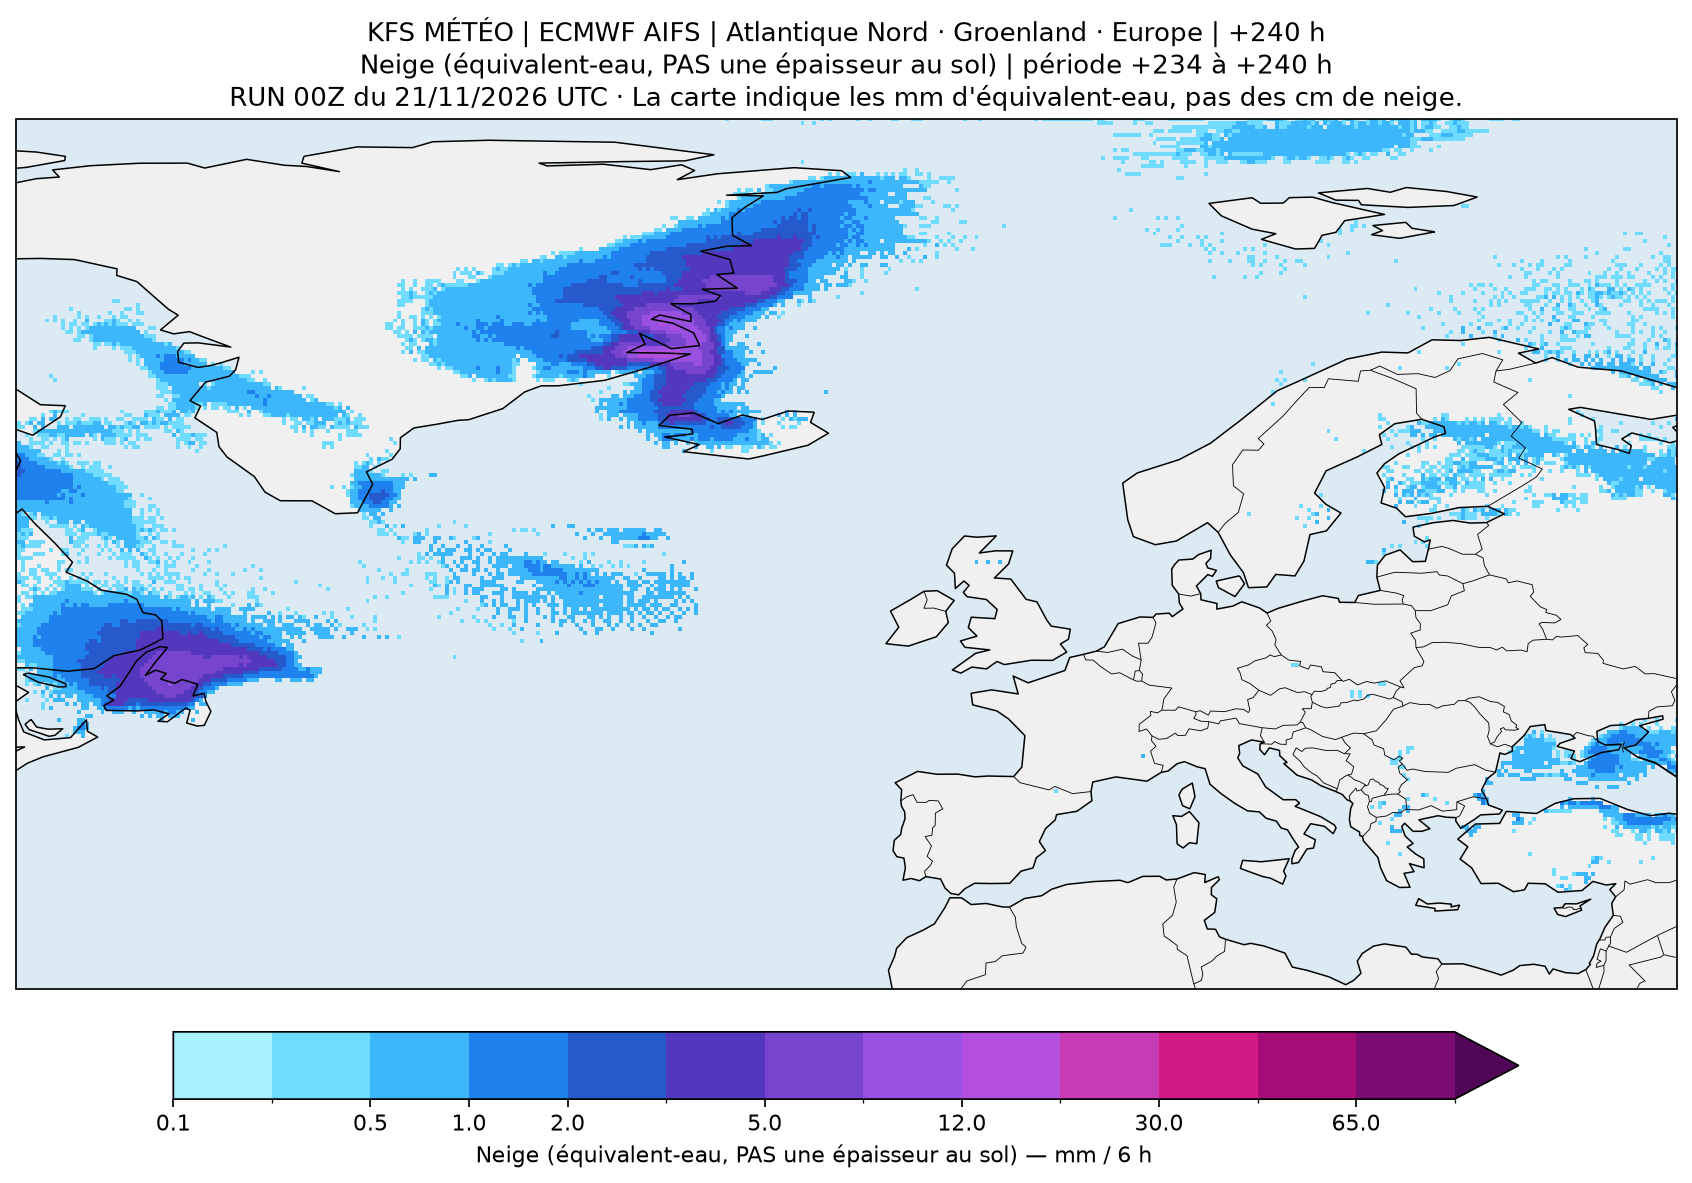 KFS MÉTÉO | ECMWF AIFS | Atlantique Nord · Groenland · Europe | +240 h
Neige (équivalent-eau, PAS une épaisseur au sol) | période +234 à +240 h
RUN 00Z du 21/11/2026 UTC · La carte indique les mm d'équivalent-eau, pas des cm de neige.
0.1 0.5 1.0 2.0 5.0 12.0 30.0 65.0
Neige (équivalent-eau, PAS une épaisseur au sol) — mm / 6 h